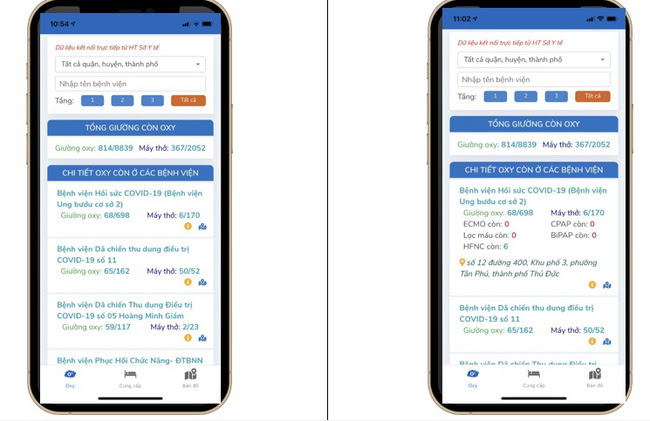 10:54
Dữ liệu kết nối trực tiếp từ HT Sở Y tế
Tất cả quận, huyện, thành phố
Nhập tên bệnh viện
Tầng: 1 2 3 Tất cả
TỔNG GIƯỜNG CÒN OXY
Giường oxy: 814/8839 Máy thở: 367/2052
CHI TIẾT OXY CÒN Ở CÁC BỆNH VIỆN
Bệnh viện Hồi sức COVID-19 (Bệnh viện
Ung bướu cơ sở 2)
Giường oxy: 68/698 Máy thở: 6/170
Bệnh viện Dã chiến thu dung điều trị
COVID-19 số 11
Giường oxy: 65/162 Máy thở: 50/52
Bệnh viện Dã chiến Thu dung Điều trị
COVID-19 số 05 Hoàng Minh Giám
Giường oxy: 59/117 Máy thở: 2/23
Bệnh viện Phục Hồi Chức Năng- ĐTBNN
Oxy Cung cấp Bản đồ
11:02
Dữ liệu kết nối trực tiếp từ HT Sở Y tế
Tất cả quận, huyện, thành phố
Nhập tên bệnh viện
Tầng: 1 2 3 Tất cả
TỔNG GIƯỜNG CÒN OXY
Giường oxy: 814/8839 Máy thở: 367/2052
CHI TIẾT OXY CÒN Ở CÁC BỆNH VIỆN
Bệnh viện Hồi sức COVID-19 (Bệnh viện
Ung bướu cơ sở 2)
Giường oxy: 68/698 Máy thở: 6/170
ECMO còn: 0 CPAP còn: 0
Lọc máu còn: 0 BiPAP còn: 0
HFNC còn: 6
số 12 đường 400, Khu phố 3, phường
Tân Phú, thành phố Thủ Đức
Bệnh viện Dã chiến thu dung điều trị
COVID-19 số 11
Giường oxy: 65/162 Máy thở: 50/52
Bệnh viện Dã chiến Thu dung Điều trị
Oxy Cung cấp Bản đồ